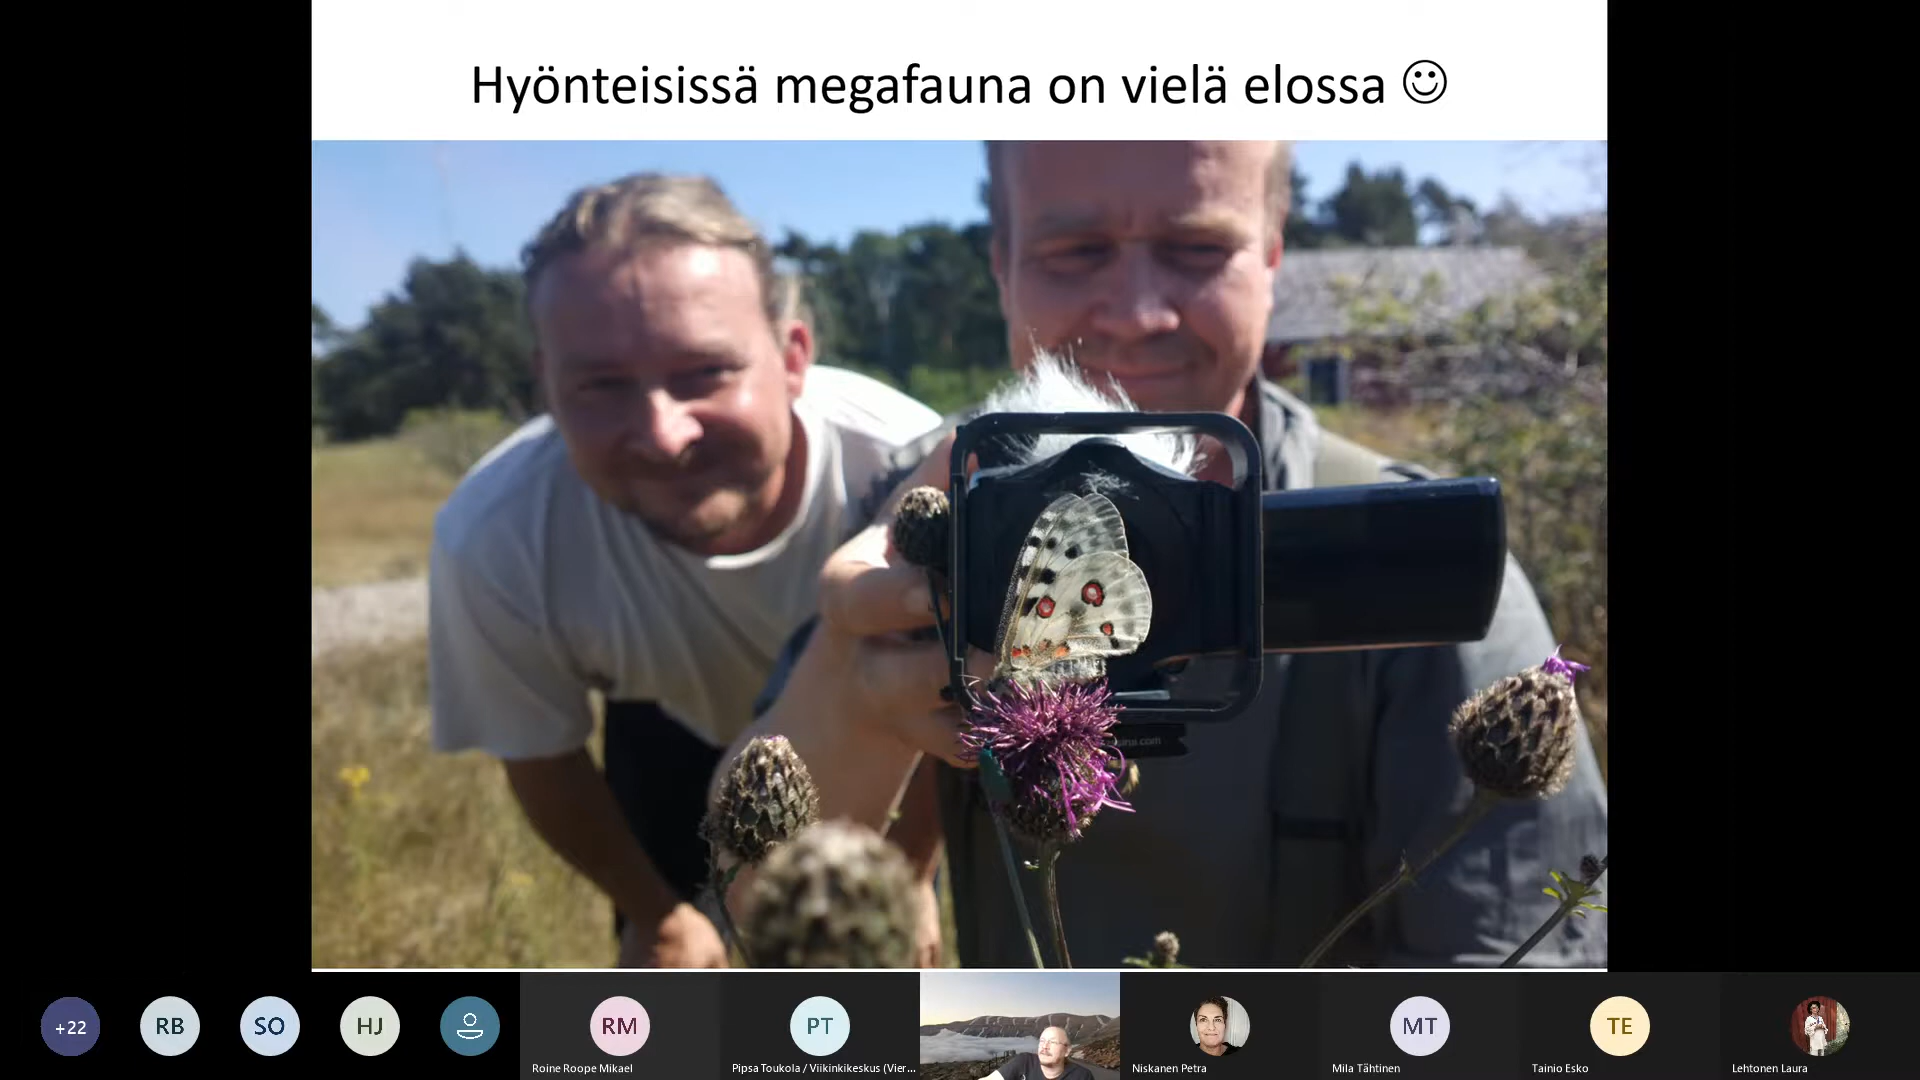 Hyönteisissä megafauna on vielä elossa ☺
+22
RB
SO
HJ
RM
PT
MT
TE
Roine Roope Mikael
Pipsa Toukola / Viikinkikeskus (Vier...
Niskanen Petra
Mila Tähtinen
Tainio Esko
Lehtonen Laura